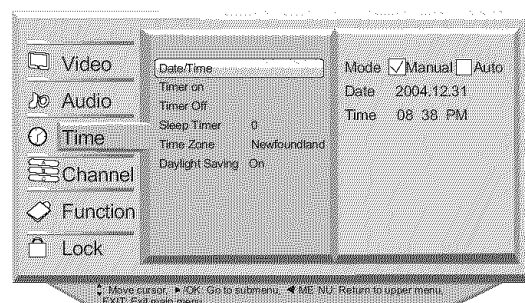 Video
Audio
Time
Channel
Function
Lock
Date/Time
Timer on
Timer Off
Sleep Timer 0
Time Zone Newfoundland
Daylight Saving On
Mode Manual Auto
Date 2004.12.31
Time 08 38 PM
: Move cursor, ►/OK: Go to submenu, ◄ ME NU: Return to upper menu,
EXIT: Exit main menu